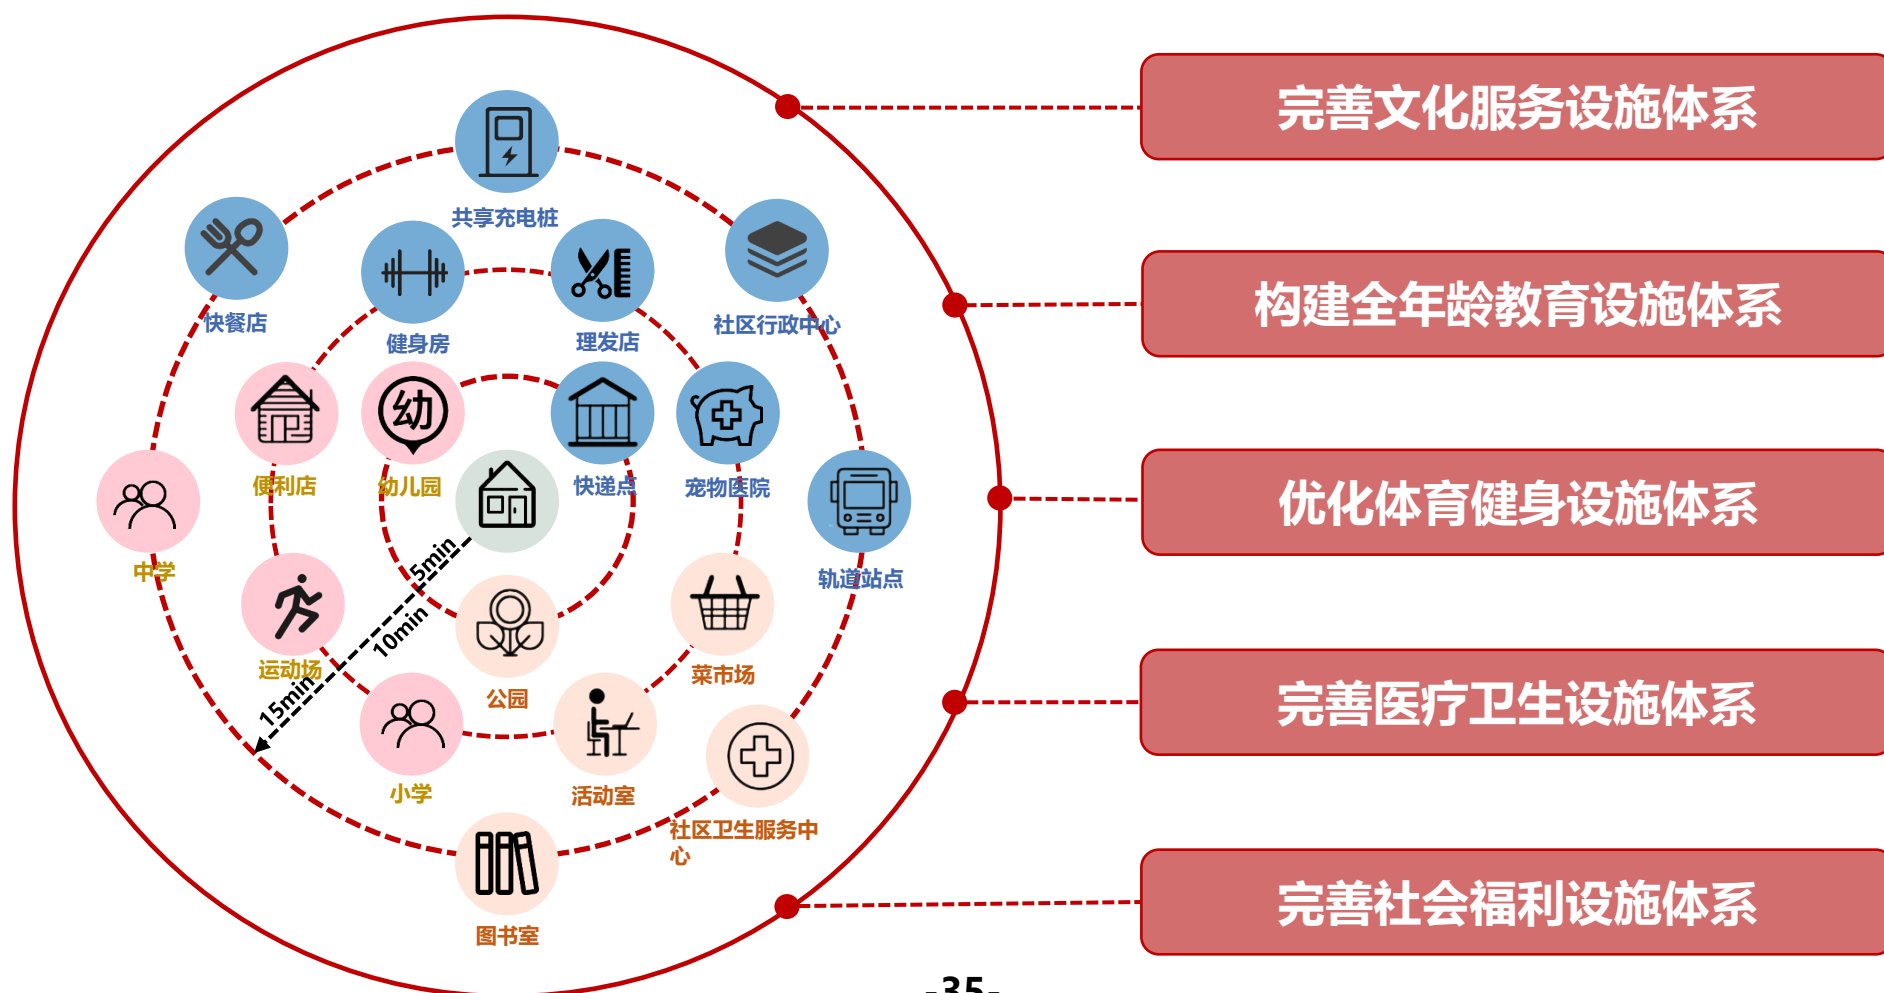 完善文化服务设施体系
共享充电桩
快餐店
社区行政中心
健身房
理发店
构建全年龄教育设施体系
幼
便利店
幼儿园
快递点
宠物医院
优化体育健身设施体系
中学
轨道站点
5min
10min
15min
运动场
公园
菜市场
完善医疗卫生设施体系
小学
活动室
社区卫生服务中
心
图书室
完善社会福利设施体系
-35-